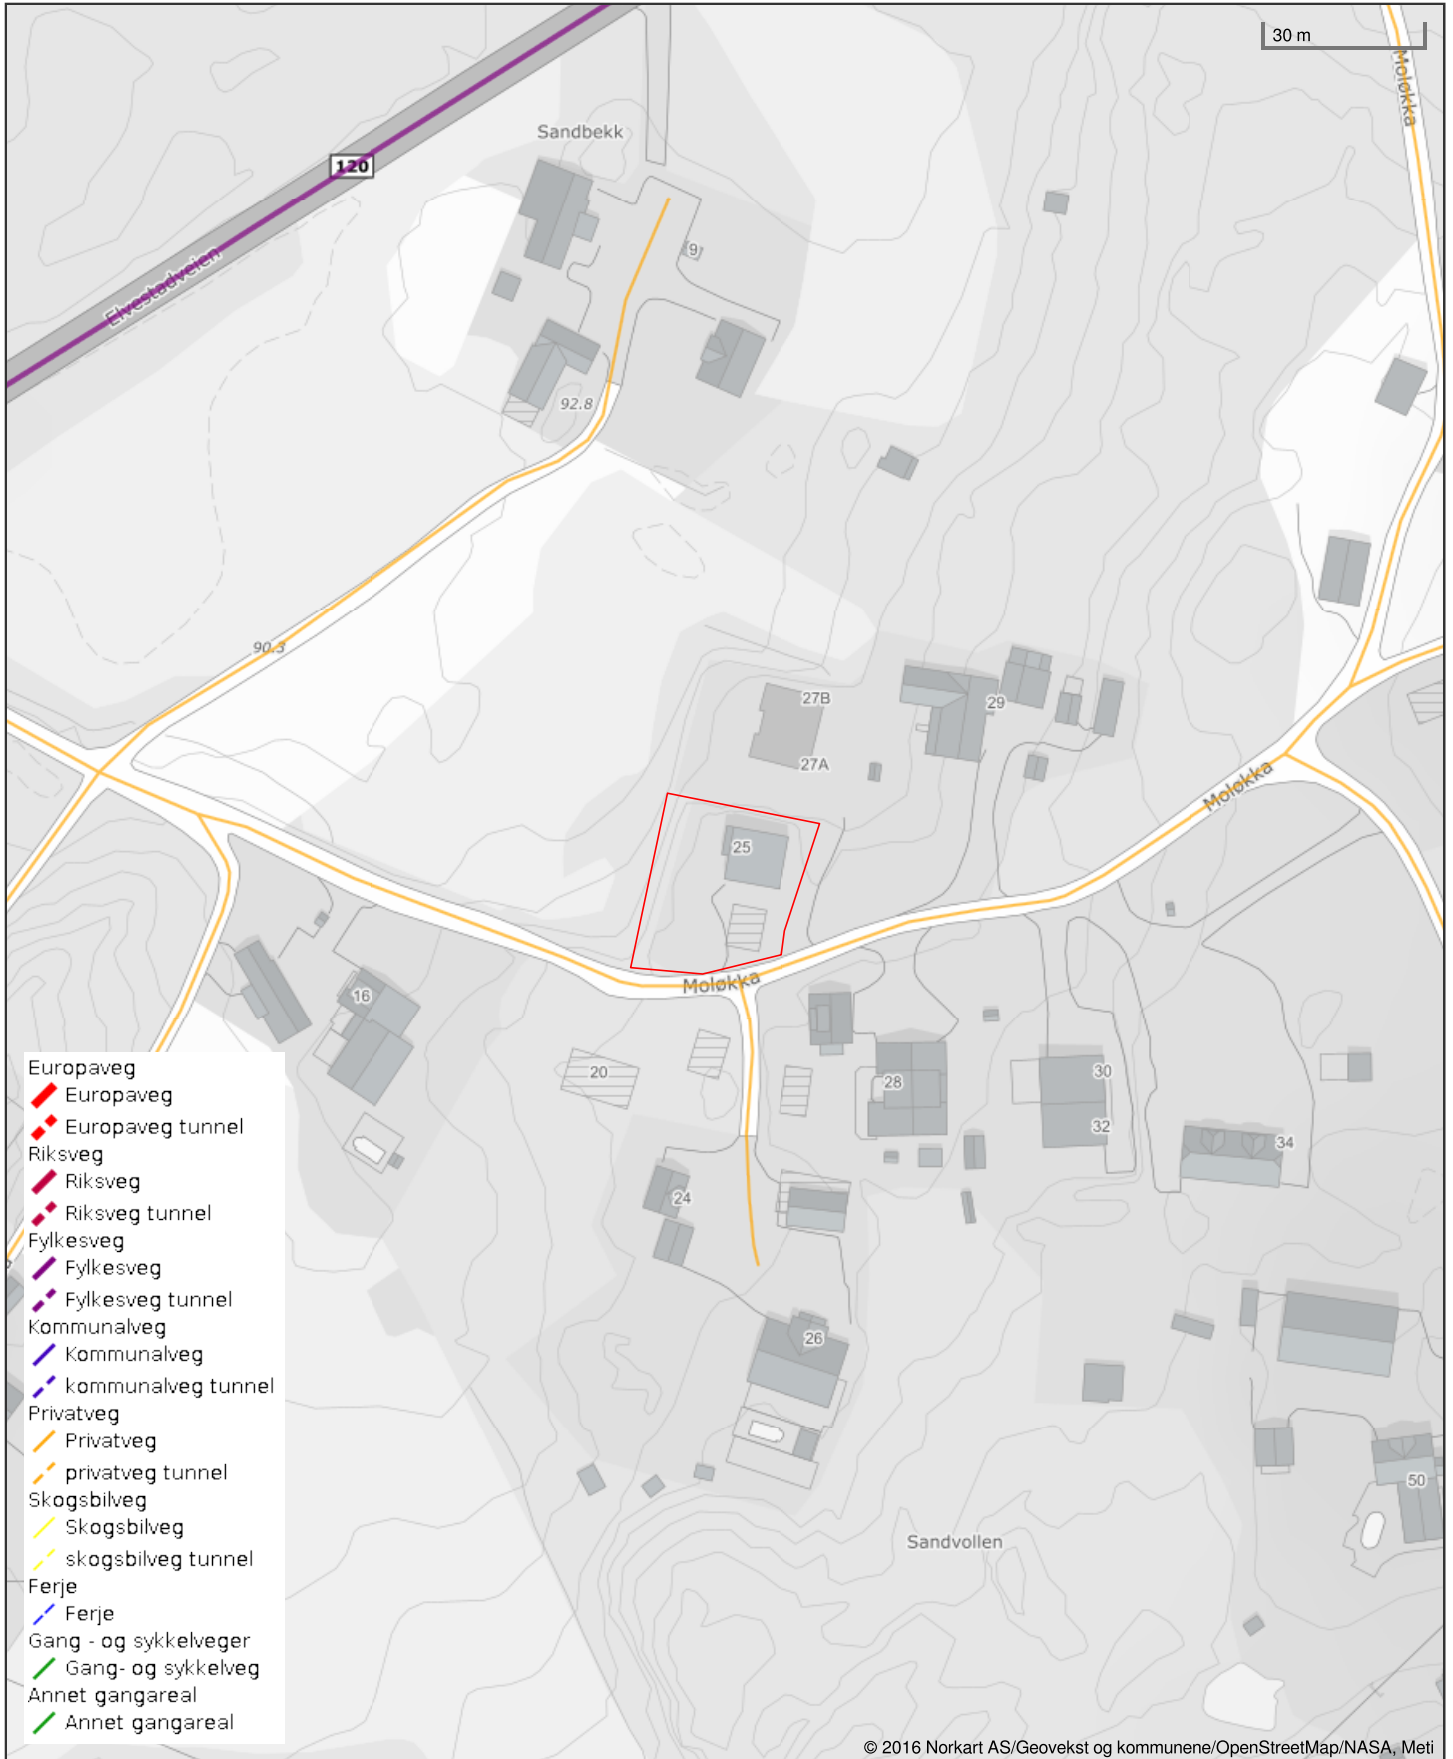 30 m
Moløkka
Sandbekk
120
9
Elvestadveien
92.8
90.3
27B
29
27A
Moløkka
25
Moløkka
16
20
28
30
32
34
24
26
50
Sandvollen
Europaveg
Europaveg
Europaveg tunnel
Riksveg
Riksveg
Riksveg tunnel
Fylkesveg
Fylkesveg
Fylkesveg tunnel
Kommunalveg
Kommunalveg
kommunalveg tunnel
Privatveg
Privatveg
privatveg tunnel
Skogsbilveg
Skogsbilveg
skogsbilveg tunnel
Ferje
Ferje
Gang - og sykkelveger
Gang- og sykkelveg
Annet gangareal
Annet gangareal
© 2016 Norkart AS/Geovekst og kommunene/OpenStreetMap/NASA, Meti